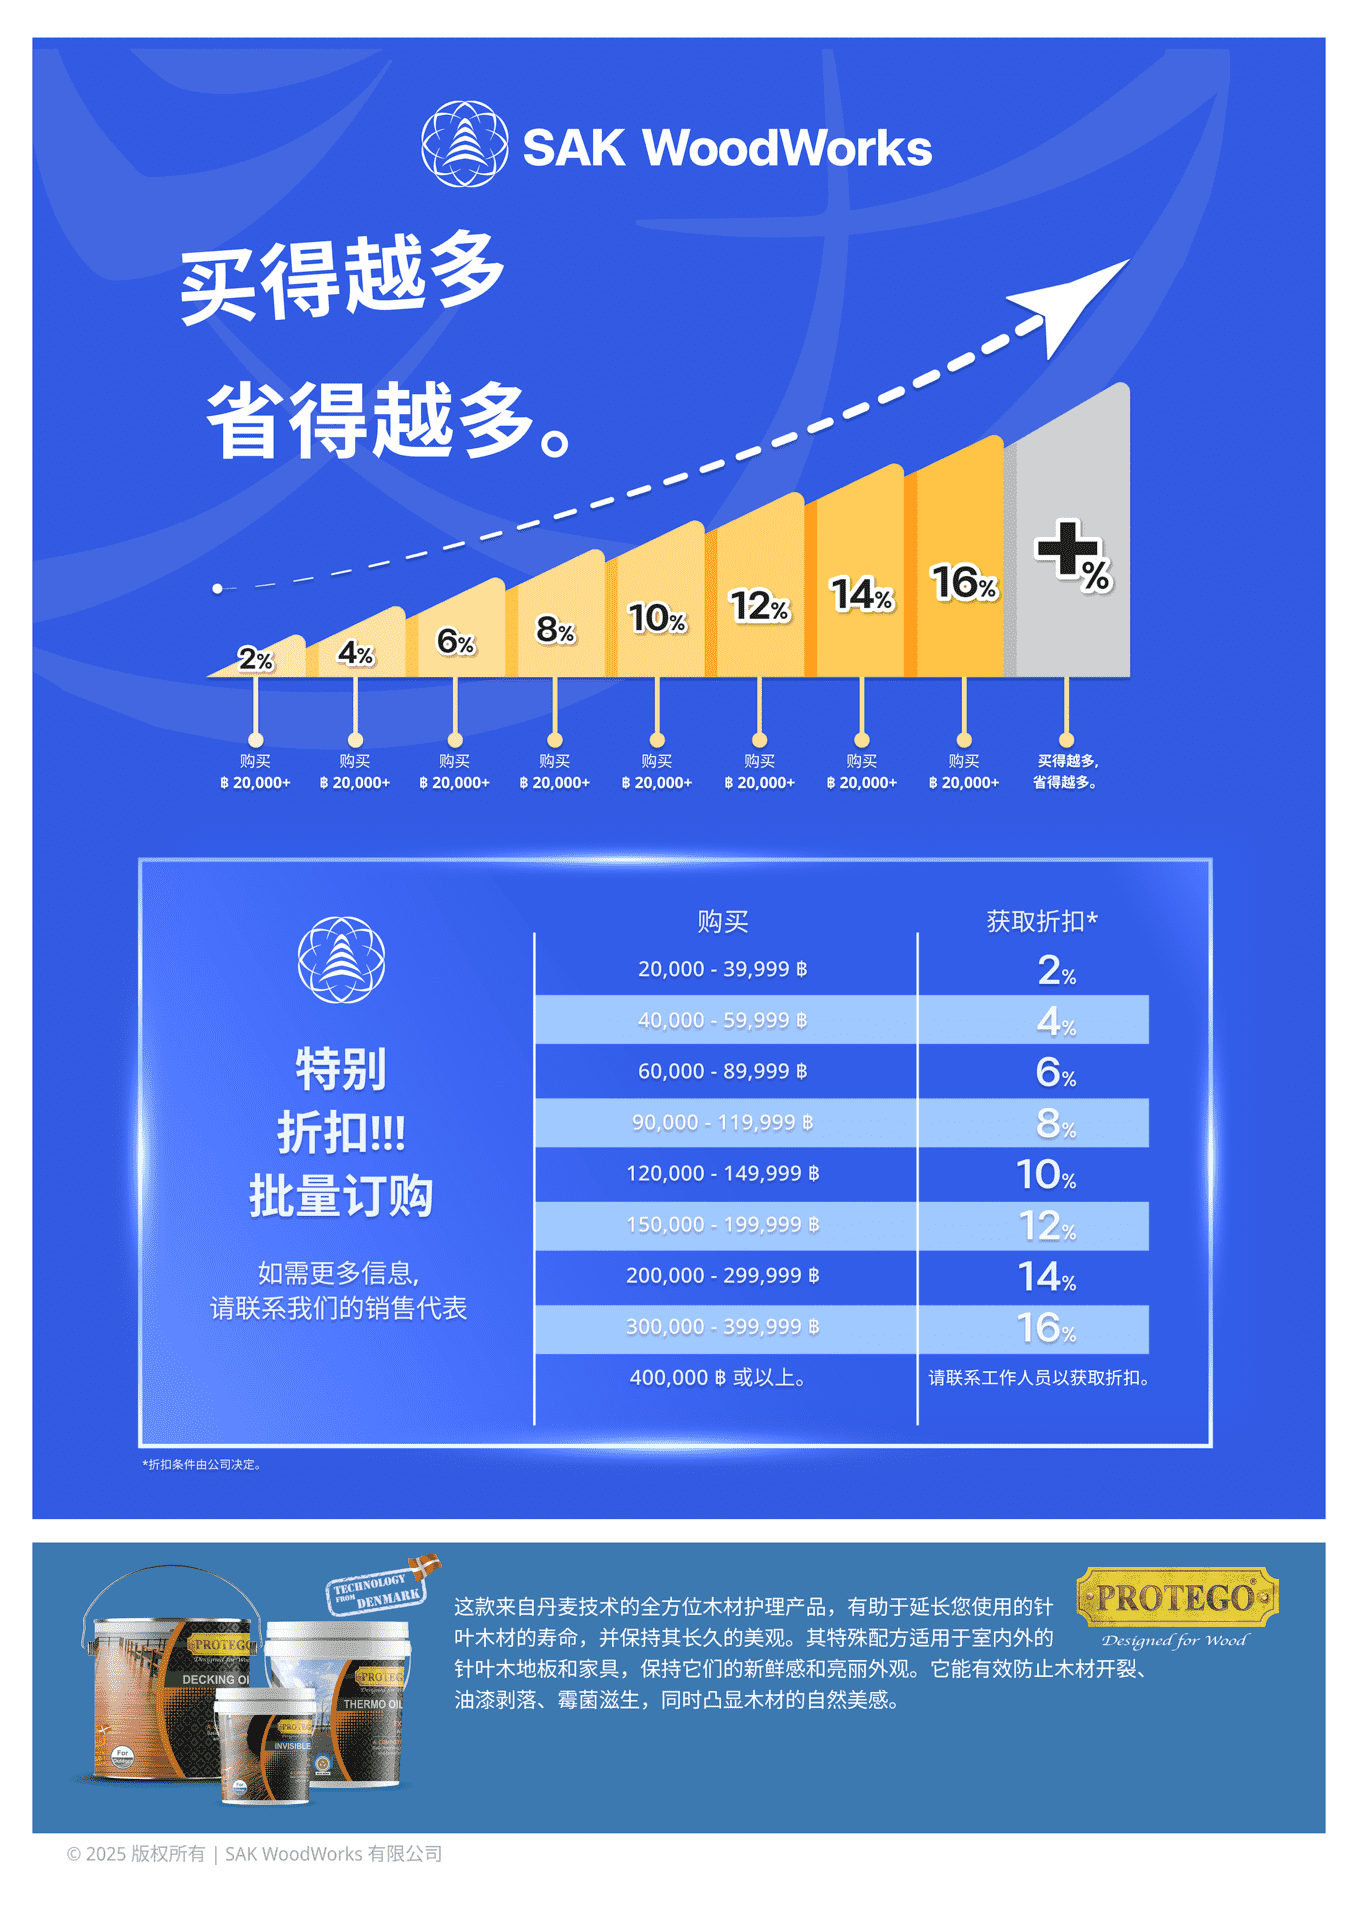 SAK WoodWorks
买得越多
省得越多。
2%
4%
6%
8%
10%
12%
14%
16%
+%
购买
฿ 20,000+
购买
฿ 20,000+
购买
฿ 20,000+
购买
฿ 20,000+
购买
฿ 20,000+
购买
฿ 20,000+
购买
฿ 20,000+
购买
฿ 20,000+
买得越多,
省得越多。
特别
折扣!!!
批量订购
如需更多信息,
请联系我们的销售代表
购买 获取折扣*
20,000 - 39,999 ฿ 2%
40,000 - 59,999 ฿ 4%
60,000 - 89,999 ฿ 6%
90,000 - 119,999 ฿ 8%
120,000 - 149,999 ฿ 10%
150,000 - 199,999 ฿ 12%
200,000 - 299,999 ฿ 14%
300,000 - 399,999 ฿ 16%
400,000 ฿ 或以上。 请联系工作人员以获取折扣。
*折扣条件由公司决定。
TECHNOLOGY
FROM DENMARK
PROTEGO
Designed for Wood
DECKING OI
PROTEG
THERMO OIL
INVISIBLE
For
Outdoor
这款来自丹麦技术的全方位木材护理产品，有助于延长您使用的针
叶木材的寿命，并保持其长久的美观。其特殊配方适用于室内外的
针叶木地板和家具，保持它们的新鲜感和亮丽外观。它能有效防止木材开裂、
油漆剥落、霉菌滋生，同时凸显木材的自然美感。
PROTEGO®
Designed for Wood
© 2025 版权所有 | SAK WoodWorks 有限公司